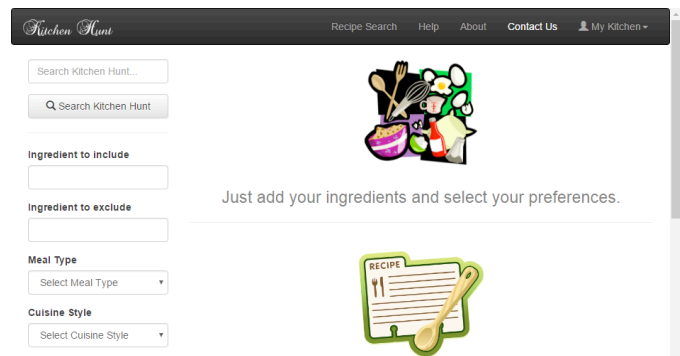 Kitchen Hunt
Recipe Search Help About Contact Us My Kitchen
Search Kitchen Hunt...
Search Kitchen Hunt
Ingredient to include
Ingredient to exclude
Meal Type
Select Meal Type
Cuisine Style
Select Cuisine Style
Just add your ingredients and select your preferences.
RECIPE